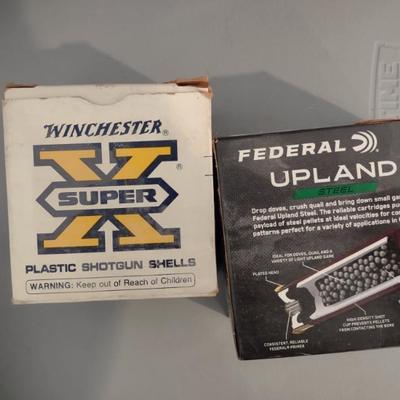 WINCHESTER®
X
SUPER
PLASTIC SHOTGUN SHELLS
WARNING: Keep out of Reach of Children
FEDERAL
UPLAND
STEEL
Drop doves, crush quail and bring down small
Federal Upland Steel. The reliable cartridges
payload of steel pellets at ideal velocities for
patterns perfect for a variety of applications in
IDEAL FOR DOVES, QUAIL AND A
VARIETY OF LIGHT UPLAND GAME
PLATED HEAD
HIGH-DENSITY SHOT
CUP PREVENTS PELLETS
FROM CONTACTING THE BORE
CONSISTENT, RELIABLE
FEDERAL® PRIMER